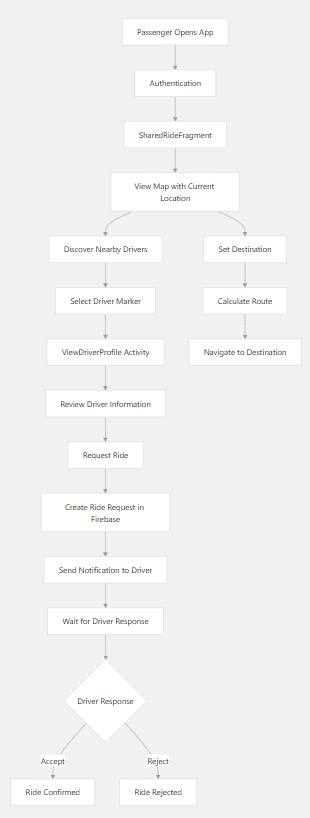 Passenger Opens App
Authentication
SharedRideFragment
View Map with Current
Location
Discover Nearby Drivers
Set Destination
Select Driver Marker
Calculate Route
ViewDriverProfile Activity
Navigate to Destination
Review Driver Information
Request Ride
Create Ride Request in
Firebase
Send Notification to Driver
Wait for Driver Response
Driver Response
Accept
Reject
Ride Confirmed
Ride Rejected